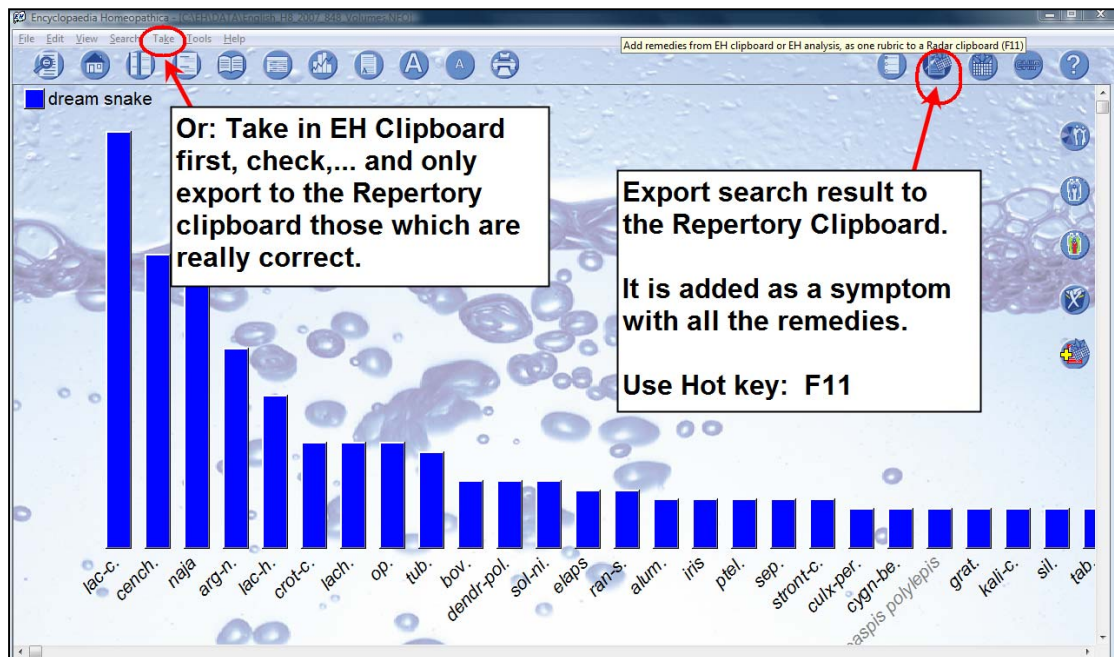 Encyclopaedia Homeopathica - [C:\EH\DATA\English_H8_2007_848_Volumes.NFO]
File Edit View Search Take Tools Help
Add remedies from EH clipboard or EH analysis, as one rubric to a Radar clipboard (F11)
A A ?
dream snake
Or: Take in EH Clipboard
first, check,... and only
export to the Repertory
clipboard those which are
really correct.
Export search result to
the Repertory Clipboard.
It is added as a symptom
with all the remedies.
Use Hot key: F11
lac-c. cench. naja arg-n. lac-h. crot-c. lach. op. tub. bov. dendr-pol. sol-ni. elaps ran-s. alum. iris ptel. sep. stront-c. culx-per. cygn-be. easpis polylepis grat. kali-c. sil. tab.